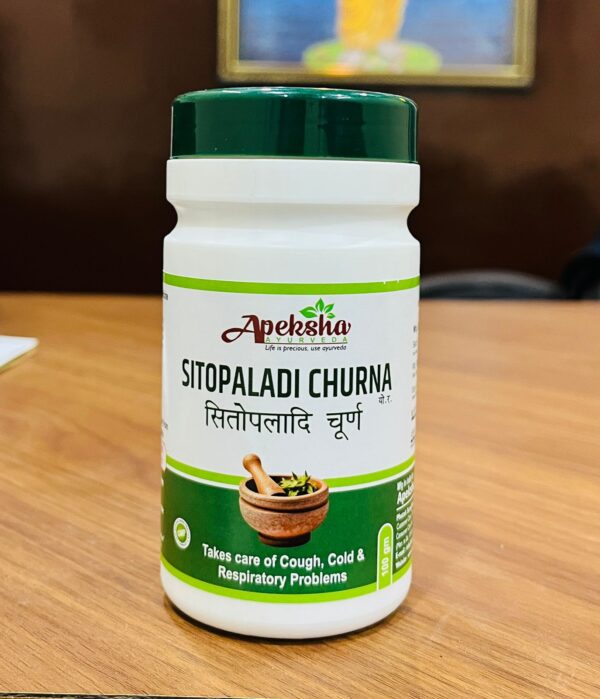 Apeksha
AYURVEDA
Life is precious, use ayurveda
SITOPALADI CHURNA
यो.र.
सितोपलादि चूर्ण
Takes care of Cough, Cold &
Respiratory Problems
100 gm